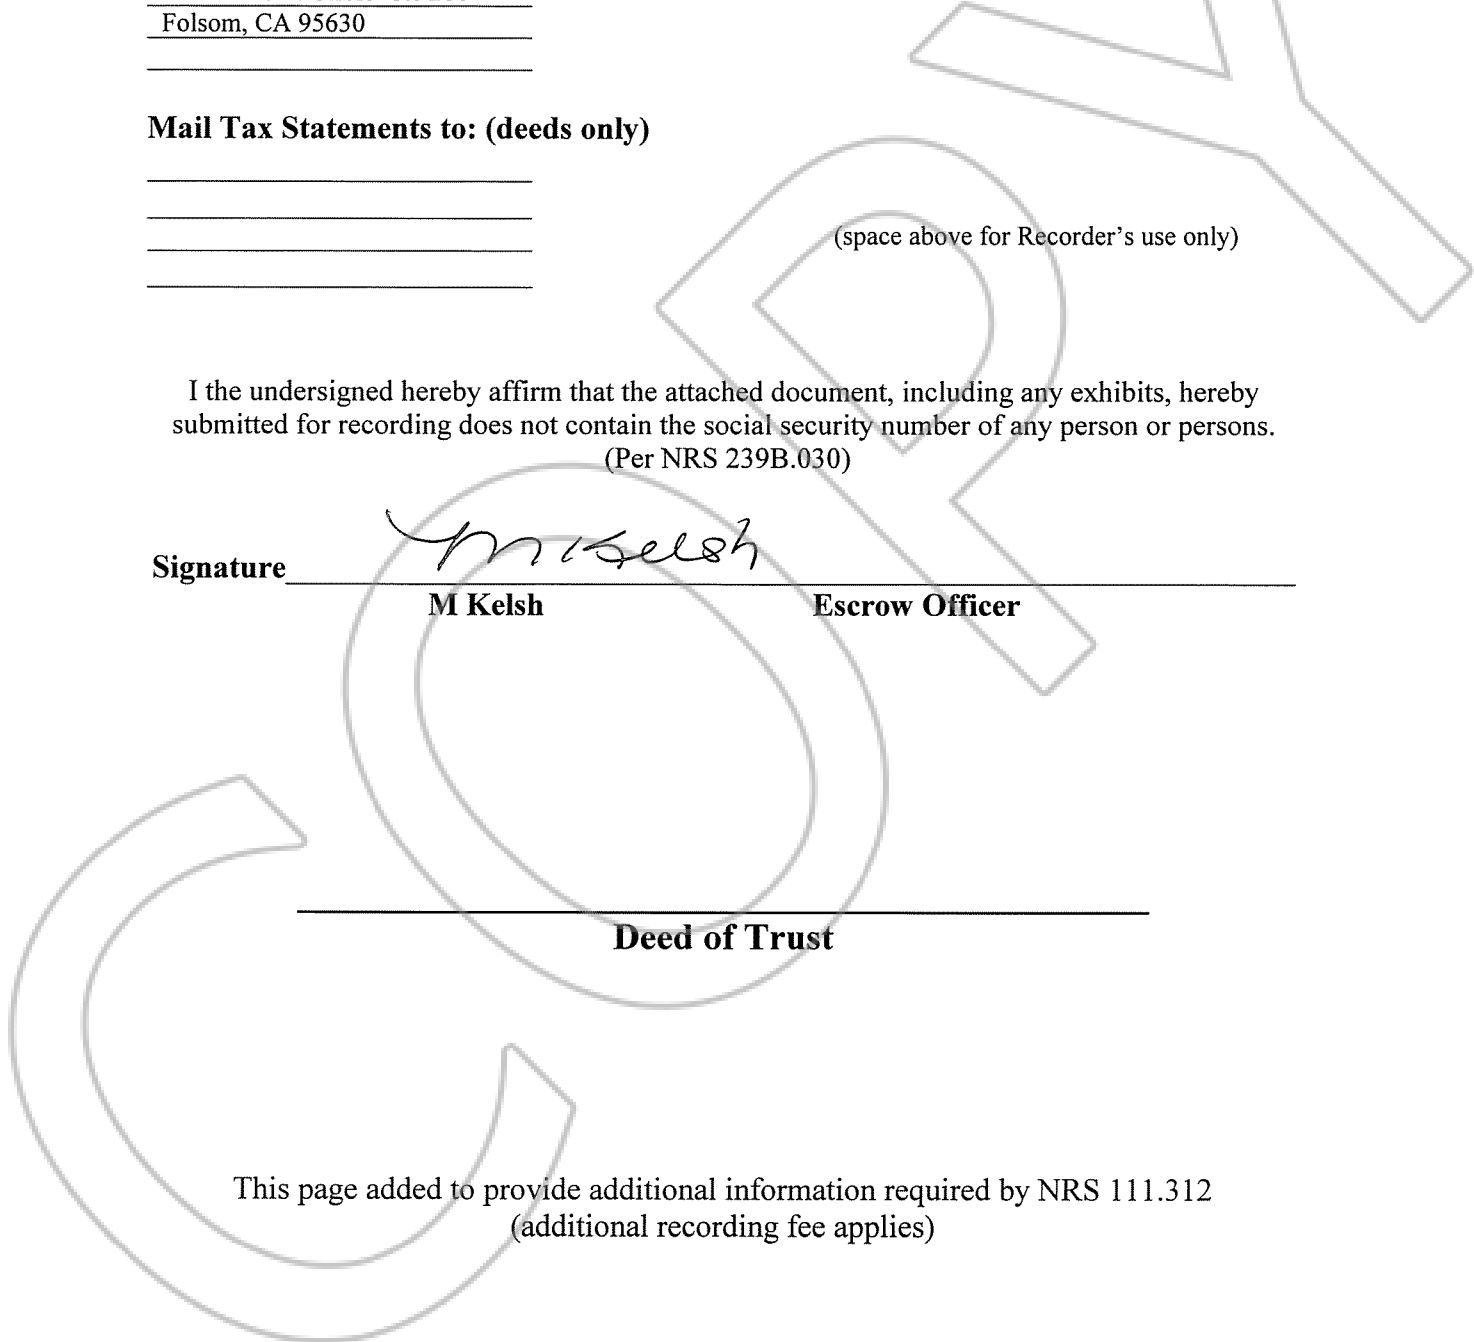 Folsom, CA 95630
Mail Tax Statements to: (deeds only)
(space above for Recorder's use only)
I the undersigned hereby affirm that the attached document, including any exhibits, hereby
submitted for recording does not contain the social security number of any person or persons.
(Per NRS 239B.030)
M Kelsh
Signature
M Kelsh Escrow Officer
Deed of Trust
This page added to provide additional information required by NRS 111.312
(additional recording fee applies)
COPY